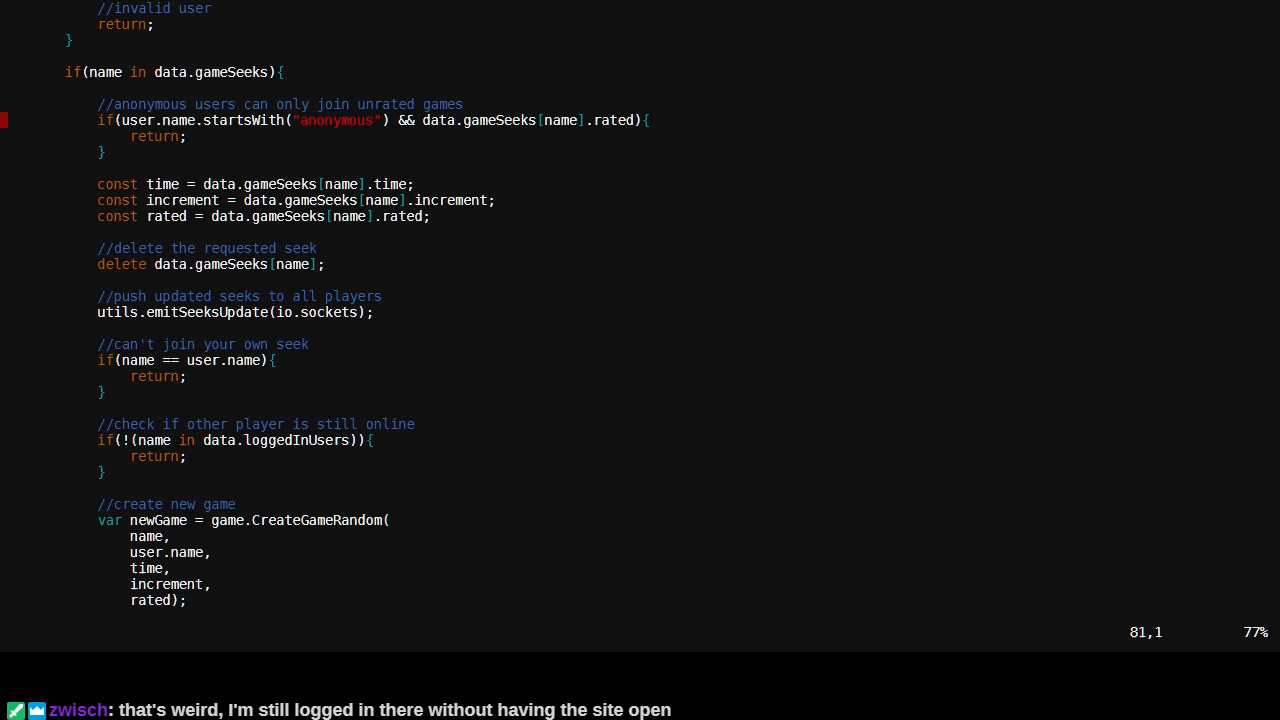 //invalid user
return;
}
if(name in data.gameSeeks){
//anonymous users can only join unrated games
if(user.name.startsWith("anonymous") && data.gameSeeks[name].rated){
return;
}
const time = data.gameSeeks[name].time;
const increment = data.gameSeeks[name].increment;
const rated = data.gameSeeks[name].rated;
//delete the requested seek
delete data.gameSeeks[name];
//push updated seeks to all players
utils.emitSeeksUpdate(io.sockets);
//can't join your own seek
if(name == user.name){
return;
}
//check if other player is still online
if(!(name in data.loggedInUsers)){
return;
}
//create new game
var newGame = game.CreateGameRandom(
name,
user.name,
time,
increment,
rated);
81,1 77%
zwisch: that's weird, I'm still logged in there without having the site open